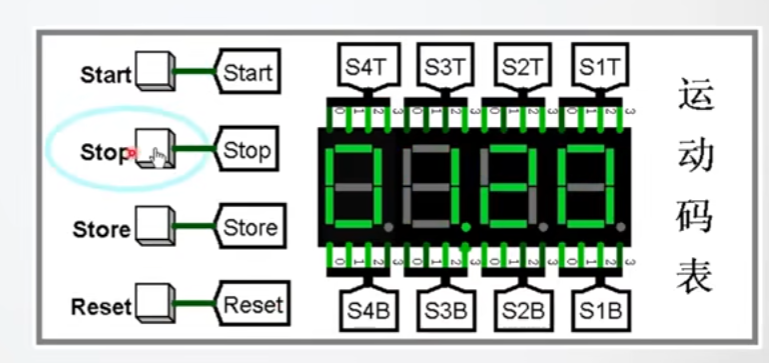 Start Start
Stop Stop
Store Store
Reset Reset
S4T S3T S2T S1T
0 1 2 3 0 1 2 3 0 1 2 3 0 1 2 3
01.20
0 1 2 3 0 1 2 3 0 1 2 3 0 1 2 3
S4B S3B S2B S1B
运动码表